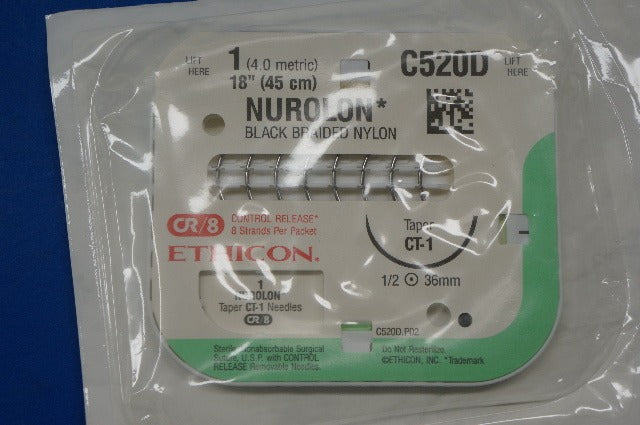 LIFT HERE
1 (4.0 metric)
18" (45 cm)
C520D
LIFT HERE
NUROLON*
BLACK BRAIDED NYLON
CR/8
CONTROL RELEASE*
8 Strands Per Packet
ETHICON.
Taper
CT-1
1/2 36mm
1
NUROLON
Taper CT-1 Needles
CR/8
C520D.PD2
Sterile Nonabsorbable Surgical
Suture, U.S.P. with CONTROL
RELEASE Removable Needles.
Do Not Resterilize.
©ETHICON, INC. *Trademark